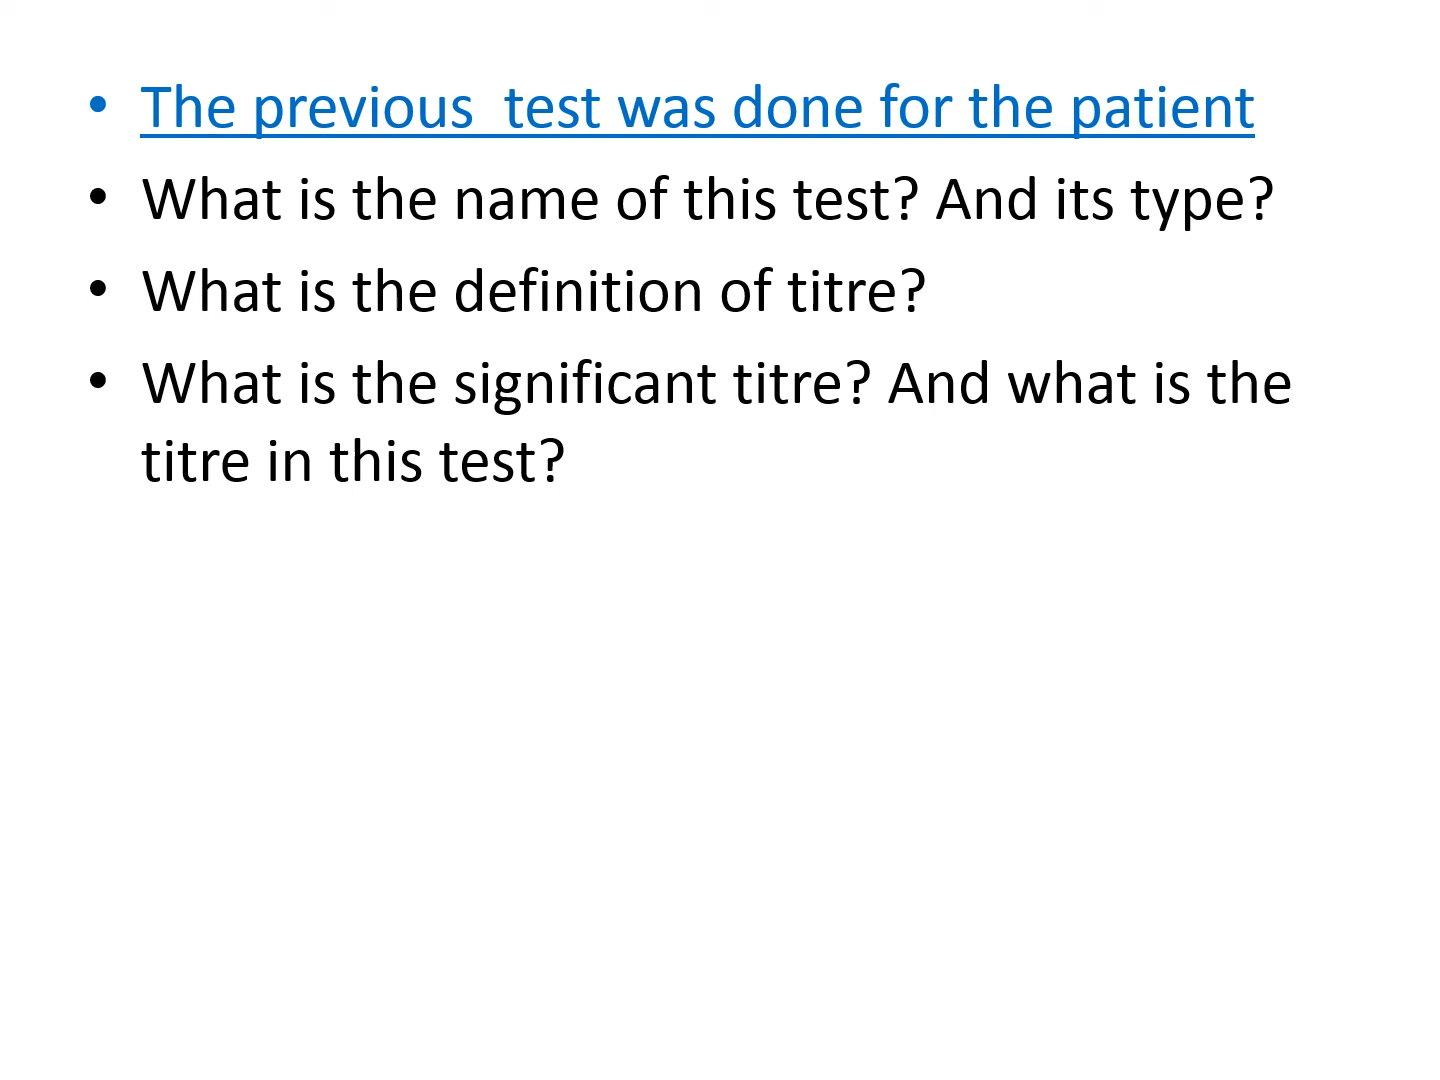 • The previous  test was done for the patient
• What is the name of this test? And its type?
• What is the definition of titre?
• What is the significant titre? And what is the
titre in this test?